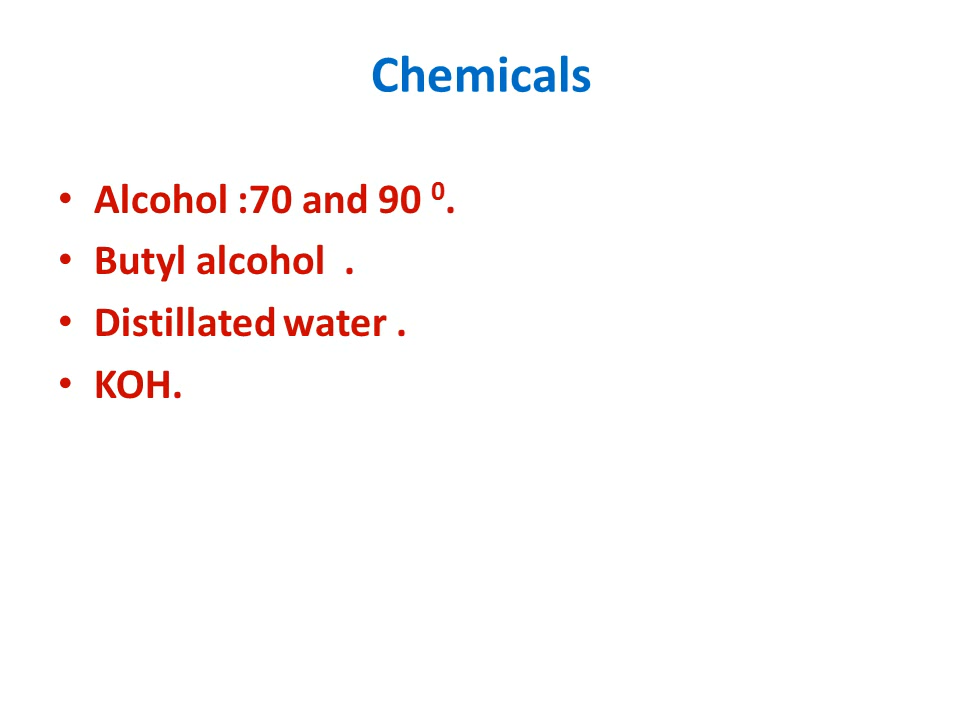 Chemicals
• Alcohol :70 and 90 ⁰.
• Butyl alcohol  .
• Distillated water .
• KOH.